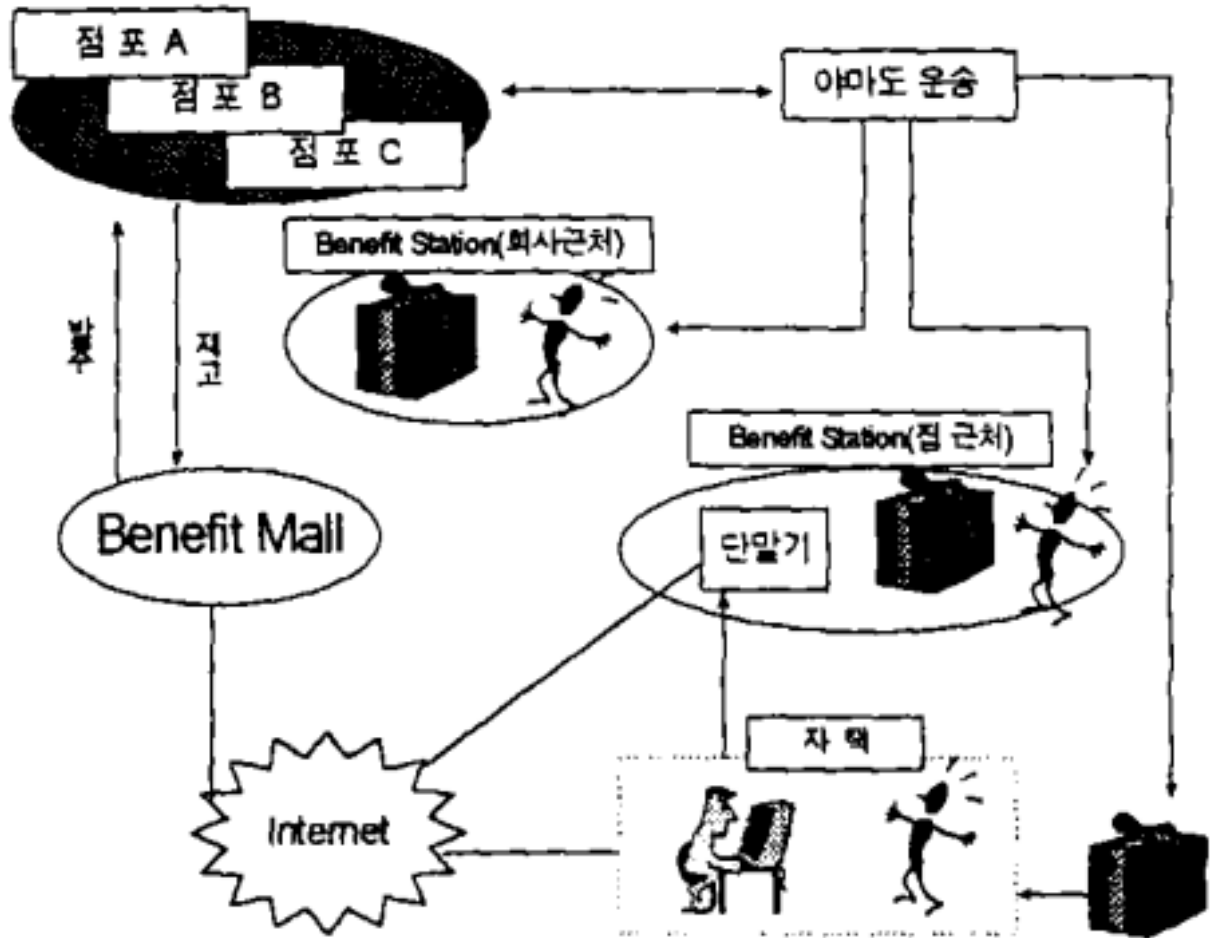 점 포 A
점 포 B
점 포 C
야마도 운송
Benefit Station(회사근처)
발주
재고
Benefit Station(집 근처)
Benefit Mall
단말기
자 택
Internet